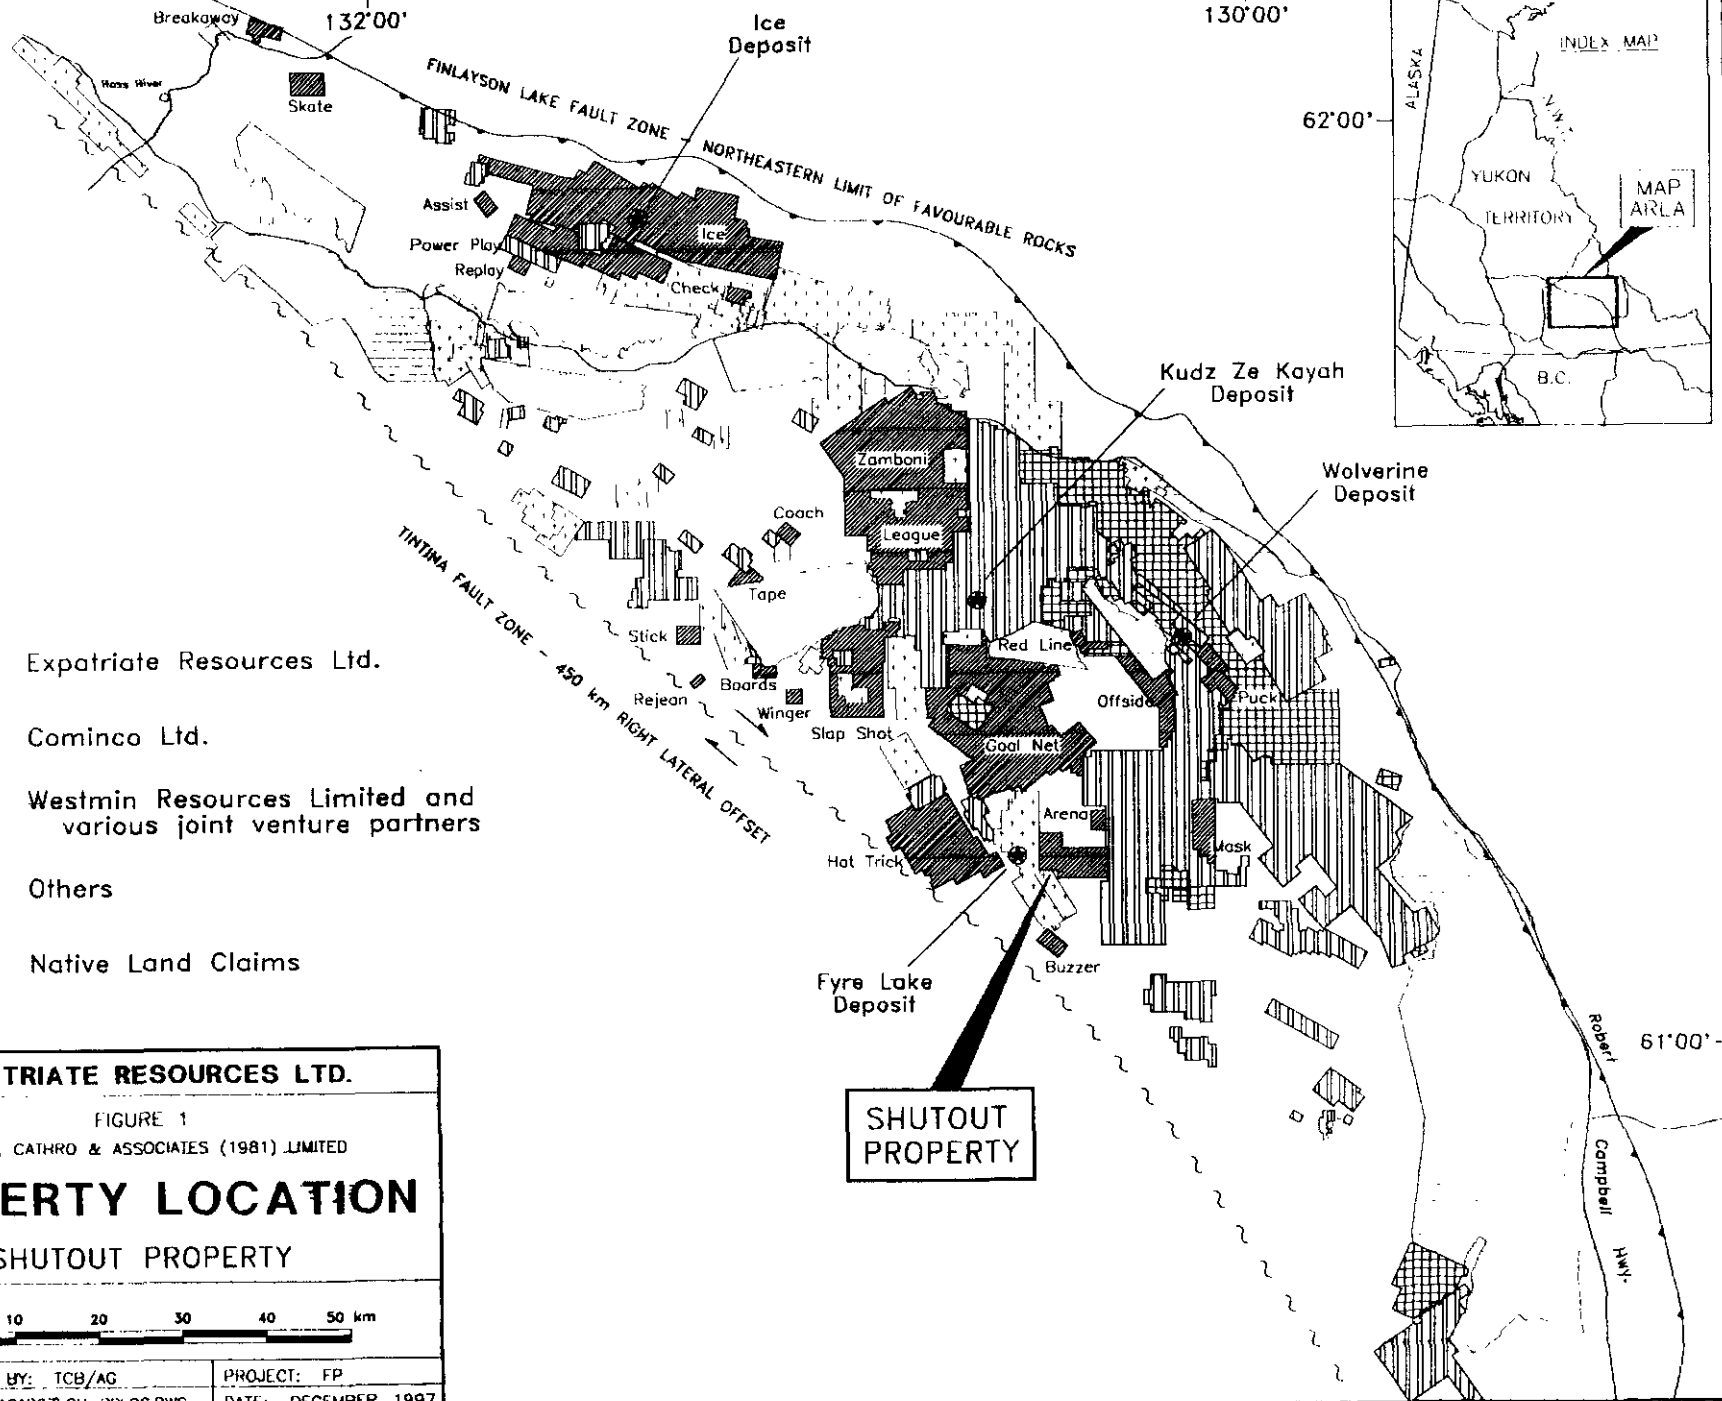 Breakaway
132°00'
Ice
Deposit
130°00'
INDEX MAP
ALASKA
N.W.T.
62°00'
YUKON
TERRITORY
MAP
ARLA
B.C.
Ross River
Skate
FINLAYSON LAKE FAULT ZONE - NORTHEASTERN LIMIT OF FAVOURABLE ROCKS
Assist
Ice
Power Play
Replay
Check
Kudz Ze Kayah
Deposit
Wolverine
Deposit
Zamboni
League
Coach
Tape
TINTINA FAULT ZONE - 450 km RIGHT LATERAL OFFSET
Stick
Red Line
Rejean
Boards
Winger
Slap Shot
Offside
Puck
Goal Net
Arena
Mask
Hat Trick
Buzzer
Fyre Lake
Deposit
SHUTOUT
PROPERTY
Robert
Campbell
Hwy.
61°00'
Expatriate Resources Ltd.
Cominco Ltd.
Westmin Resources Limited and
various joint venture partners
Others
Native Land Claims
TRIATE RESOURCES LTD.
FIGURE 1
CATHRO & ASSOCIATES (1981) LIMITED
ERTY LOCATION
SHUTOUT PROPERTY
10 20 30 40 50 km
BY: TCB/AG
PROJECT: FP
DATE: DECEMBER 1997